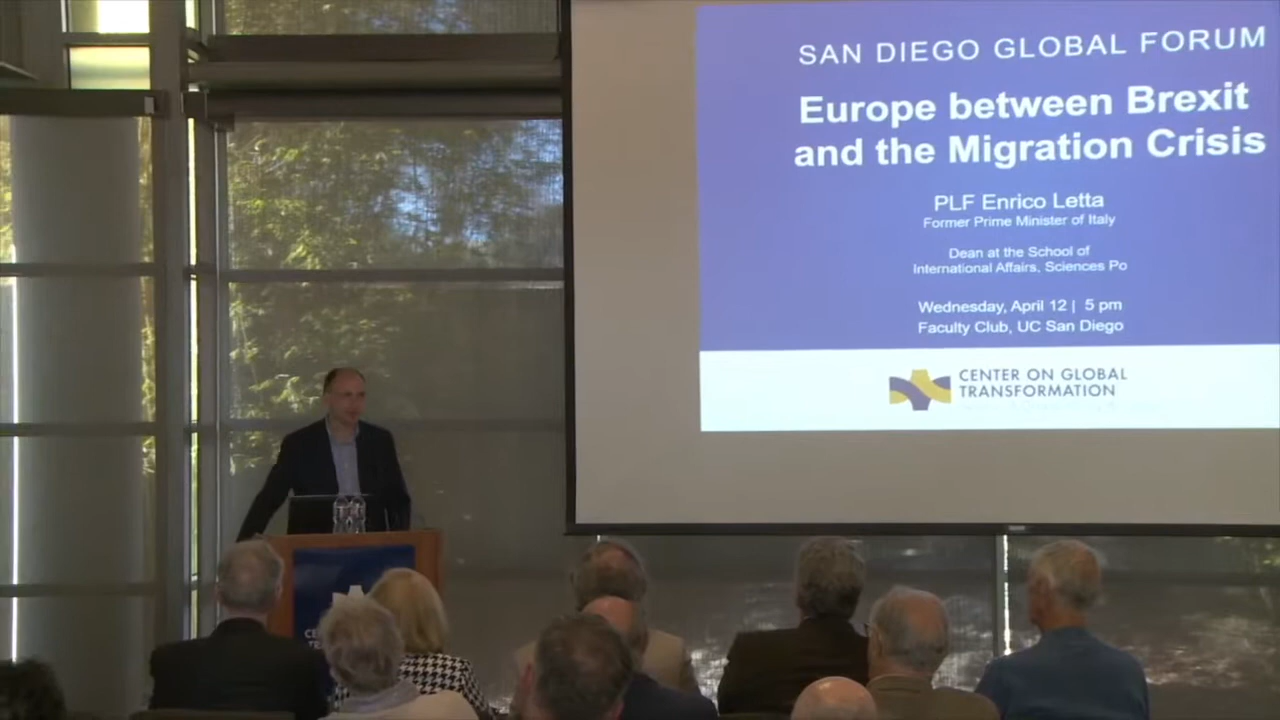 SAN DIEGO GLOBAL FORUM
Europe between Brexit
and the Migration Crisis
PLF Enrico Letta
Former Prime Minister of Italy
Dean at the School of
International Affairs, Sciences Po
Wednesday, April 12 | 5 pm
Faculty Club, UC San Diego
CENTER ON GLOBAL
TRANSFORMATION